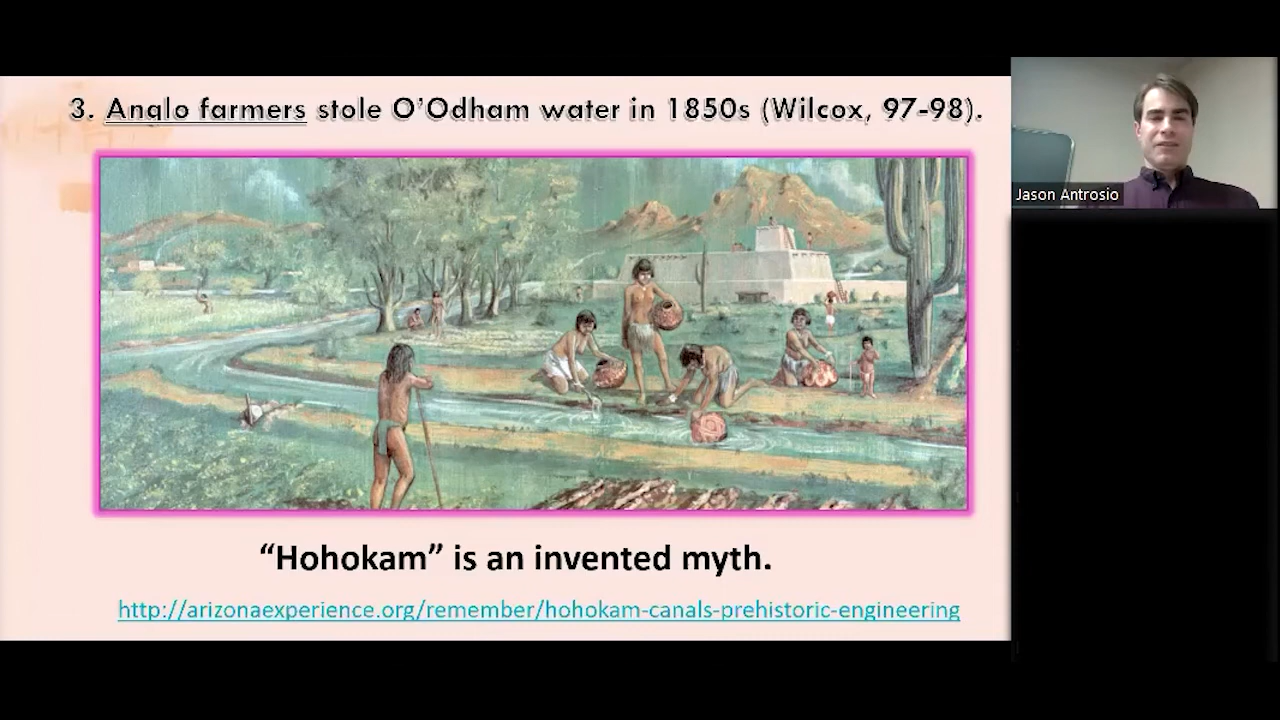 3. Anglo farmers stole O'Odham water in 1850s (Wilcox, 97-98).
Jason Antrosio
“Hohokam” is an invented myth.
http://arizonaexperience.org/remember/hohokam-canals-prehistoric-engineering